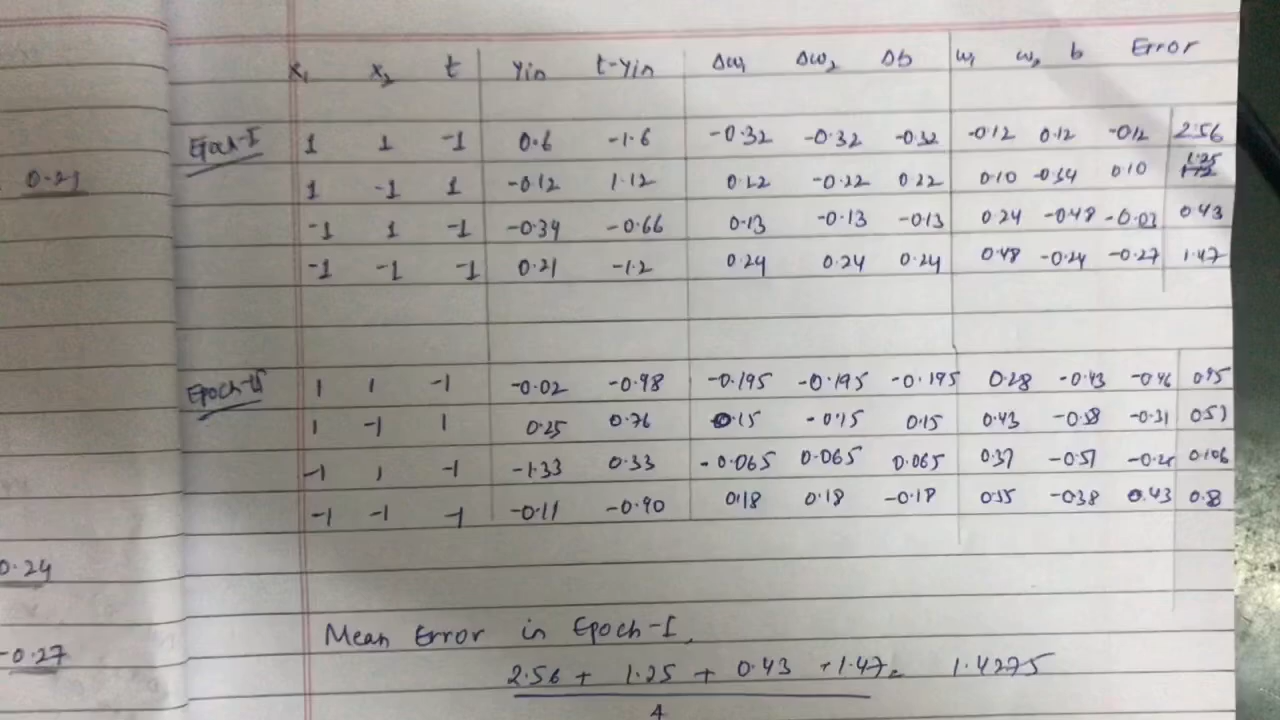 x₁ x₂ t yin t-yin Δw₁ Δw₂ Δb w₁ w₂ b Error
Epoch-I 1 1 -1 0.6 -1.6 -0.32 -0.32 -0.32 -0.12 0.12 -0.12 2.56
0.21
1 -1 1 -0.12 1.12 0.22 -0.22 0.22 0.10 -0.34 0.10 1.25
-1 1 -1 -0.34 -0.66 0.13 -0.13 -0.13 0.24 -0.48 -0.03 0.43
-1 -1 -1 0.21 -1.2 0.24 0.24 0.24 0.48 -0.24 -0.27 1.47
Epoch-II 1 1 -1 -0.02 -0.98 -0.195 -0.195 -0.195 0.28 -0.43 -0.46 0.95
1 -1 1 0.25 0.76 0.15 -0.15 0.15 0.43 -0.58 -0.31 0.57
-1 1 -1 -1.33 0.33 -0.065 0.065 0.065 0.37 -0.51 0.106
-1 -1 -1 -0.11 -0.90 0.18 0.18 -0.18 0.55 -0.38 0.43 0.8
0.24
Mean Error in Epoch-I.
-0.27
2.56 + 1.25 + 0.43 + 1.47 = 1.4275
4